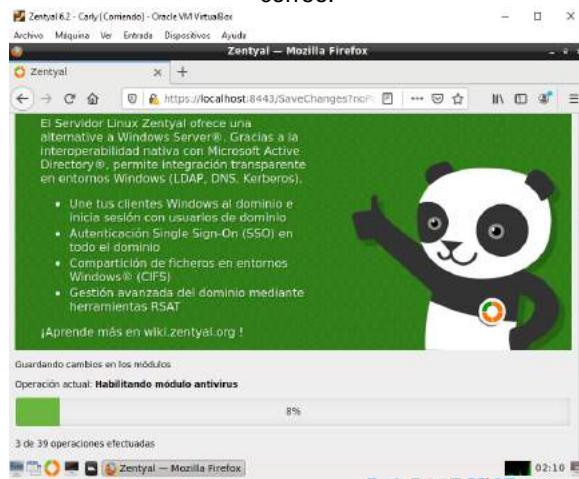 correo.
Zentyal 6.2 - Carly (Corriendo) - Oracle VM VirtualBox
Archivo Máquina Ver Entrada Dispositivos Ayuda
Zentyal — Mozilla Firefox
Zentyal
https://localhost:8443/SaveChanges?noP
El Servidor Linux Zentyal ofrece una
alternative a Windows Server®. Gracias a la
interoperabilidad nativa con Microsoft Active
Directory®, permite integración transparente
en entornos Windows (LDAP, DNS, Kerberos).
• Une tus clientes Windows al dominio e
inicia sesión con usuarios de dominio
• Autenticación Single Sign-On (SSO) en
todo el dominio
• Compartición de ficheros en entornos
Windows® (CIFS)
• Gestión avanzada del dominio mediante
herramientas RSAT
¡Aprende más en wiki.zentyal.org !
Guardando cambios en los módulos
Operación actual: Habilitando módulo antivirus
8%
3 de 39 operaciones efectuadas
Zentyal — Mozilla Firefox
02:10